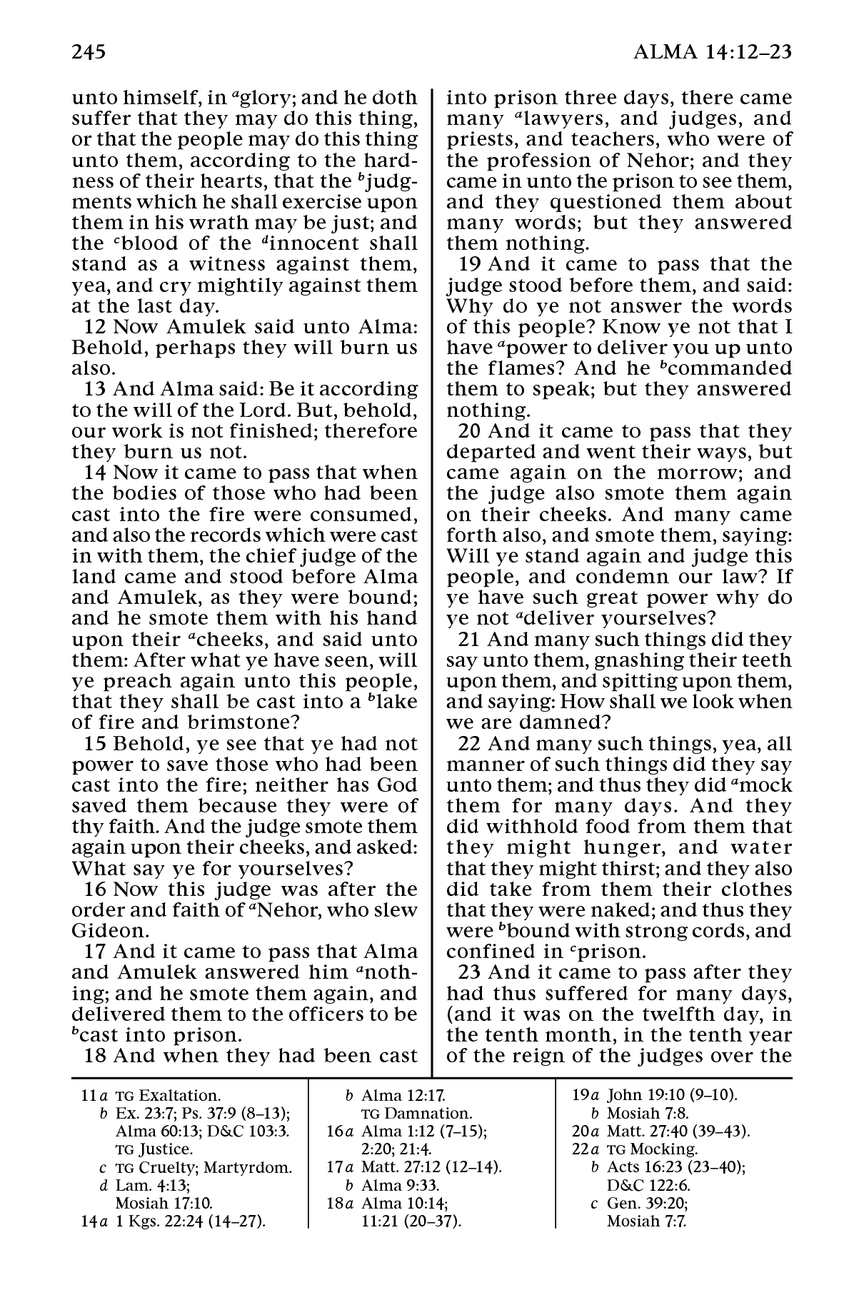 245
ALMA 14:12–23
unto himself, in aglory; and he doth
suffer that they may do this thing,
or that the people may do this thing
unto them, according to the hard-
ness of their hearts, that the bjudg-
ments which he shall exercise upon
them in his wrath may be just; and
the cblood of the dinnocent shall
stand as a witness against them,
yea, and cry mightily against them
at the last day.
12 Now Amulek said unto Alma:
Behold, perhaps they will burn us
also.
13 And Alma said: Be it according
to the will of the Lord. But, behold,
our work is not finished; therefore
they burn us not.
14 Now it came to pass that when
the bodies of those who had been
cast into the fire were consumed,
and also the records which were cast
in with them, the chief judge of the
land came and stood before Alma
and Amulek, as they were bound;
and he smote them with his hand
upon their acheeks, and said unto
them: After what ye have seen, will
ye preach again unto this people,
that they shall be cast into a blake
of fire and brimstone?
15 Behold, ye see that ye had not
power to save those who had been
cast into the fire; neither has God
saved them because they were of
thy faith. And the judge smote them
again upon their cheeks, and asked:
What say ye for yourselves?
16 Now this judge was after the
order and faith of aNehor, who slew
Gideon.
17 And it came to pass that Alma
and Amulek answered him anoth-
ing; and he smote them again, and
delivered them to the officers to be
bcast into prison.
18 And when they had been cast
into prison three days, there came
many alawyers, and judges, and
priests, and teachers, who were of
the profession of Nehor; and they
came in unto the prison to see them,
and they questioned them about
many words; but they answered
them nothing.
19 And it came to pass that the
judge stood before them, and said:
Why do ye not answer the words
of this people? Know ye not that I
have apower to deliver you up unto
the flames? And he bcommanded
them to speak; but they answered
nothing.
20 And it came to pass that they
departed and went their ways, but
came again on the morrow; and
the judge also smote them again
on their cheeks. And many came
forth also, and smote them, saying:
Will ye stand again and judge this
people, and condemn our law? If
ye have such great power why do
ye not adeliver yourselves?
21 And many such things did they
say unto them, gnashing their teeth
upon them, and spitting upon them,
and saying: How shall we look when
we are damned?
22 And many such things, yea, all
manner of such things did they say
unto them; and thus they did amock
them for many days. And they
did withhold food from them that
they might hunger, and water
that they might thirst; and they also
did take from them their clothes
that they were naked; and thus they
were bbound with strong cords, and
confined in cprison.
23 And it came to pass after they
had thus suffered for many days,
(and it was on the twelfth day, in
the tenth month, in the tenth year
of the reign of the judges over the
11a TG Exaltation.
b Ex. 23:7; Ps. 37:9 (8–13);
Alma 60:13; D&C 103:3.
TG Justice.
c TG Cruelty; Martyrdom.
d Lam. 4:13;
Mosiah 17:10.
14a 1 Kgs. 22:24 (14–27).
b Alma 12:17.
TG Damnation.
16a Alma 1:12 (7–15);
2:20; 21:4.
17a Matt. 27:12 (12–14).
b Alma 9:33.
18a Alma 10:14;
11:21 (20–37).
19a John 19:10 (9–10).
b Mosiah 7:8.
20a Matt. 27:40 (39–43).
22a TG Mocking.
b Acts 16:23 (23–40);
D&C 122:6.
c Gen. 39:20;
Mosiah 7:7.